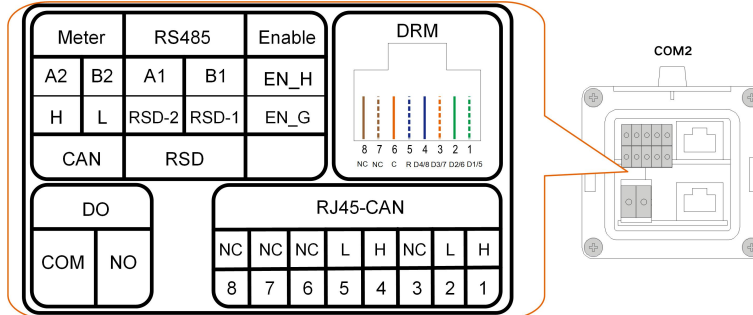 Meter RS485 Enable
A2 B2 A1 B1 EN_H
H L RSD-2 RSD-1 EN_G
CAN RSD
DRM
8 7 6 5 4 3 2 1
NC NC C R D4/8 D3/7 D2/6 D1/5
COM2
DO
COM NO
RJ45-CAN
NC NC NC L H NC L H
8 7 6 5 4 3 2 1